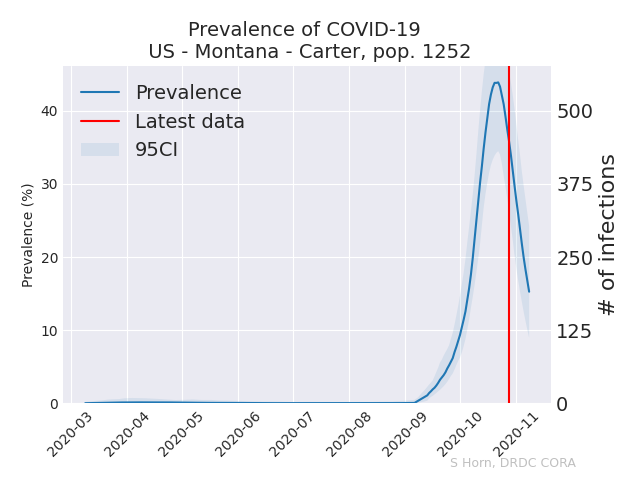 Prevalence of COVID-19
US - Montana - Carter, pop. 1252
Prevalence
Latest data
95CI
Prevalence (%)
40
30
20
10
0
500
375
250
125
0
# of infections
2020-03
2020-04
2020-05
2020-06
2020-07
2020-08
2020-09
2020-10
2020-11
S Horn, DRDC CORA